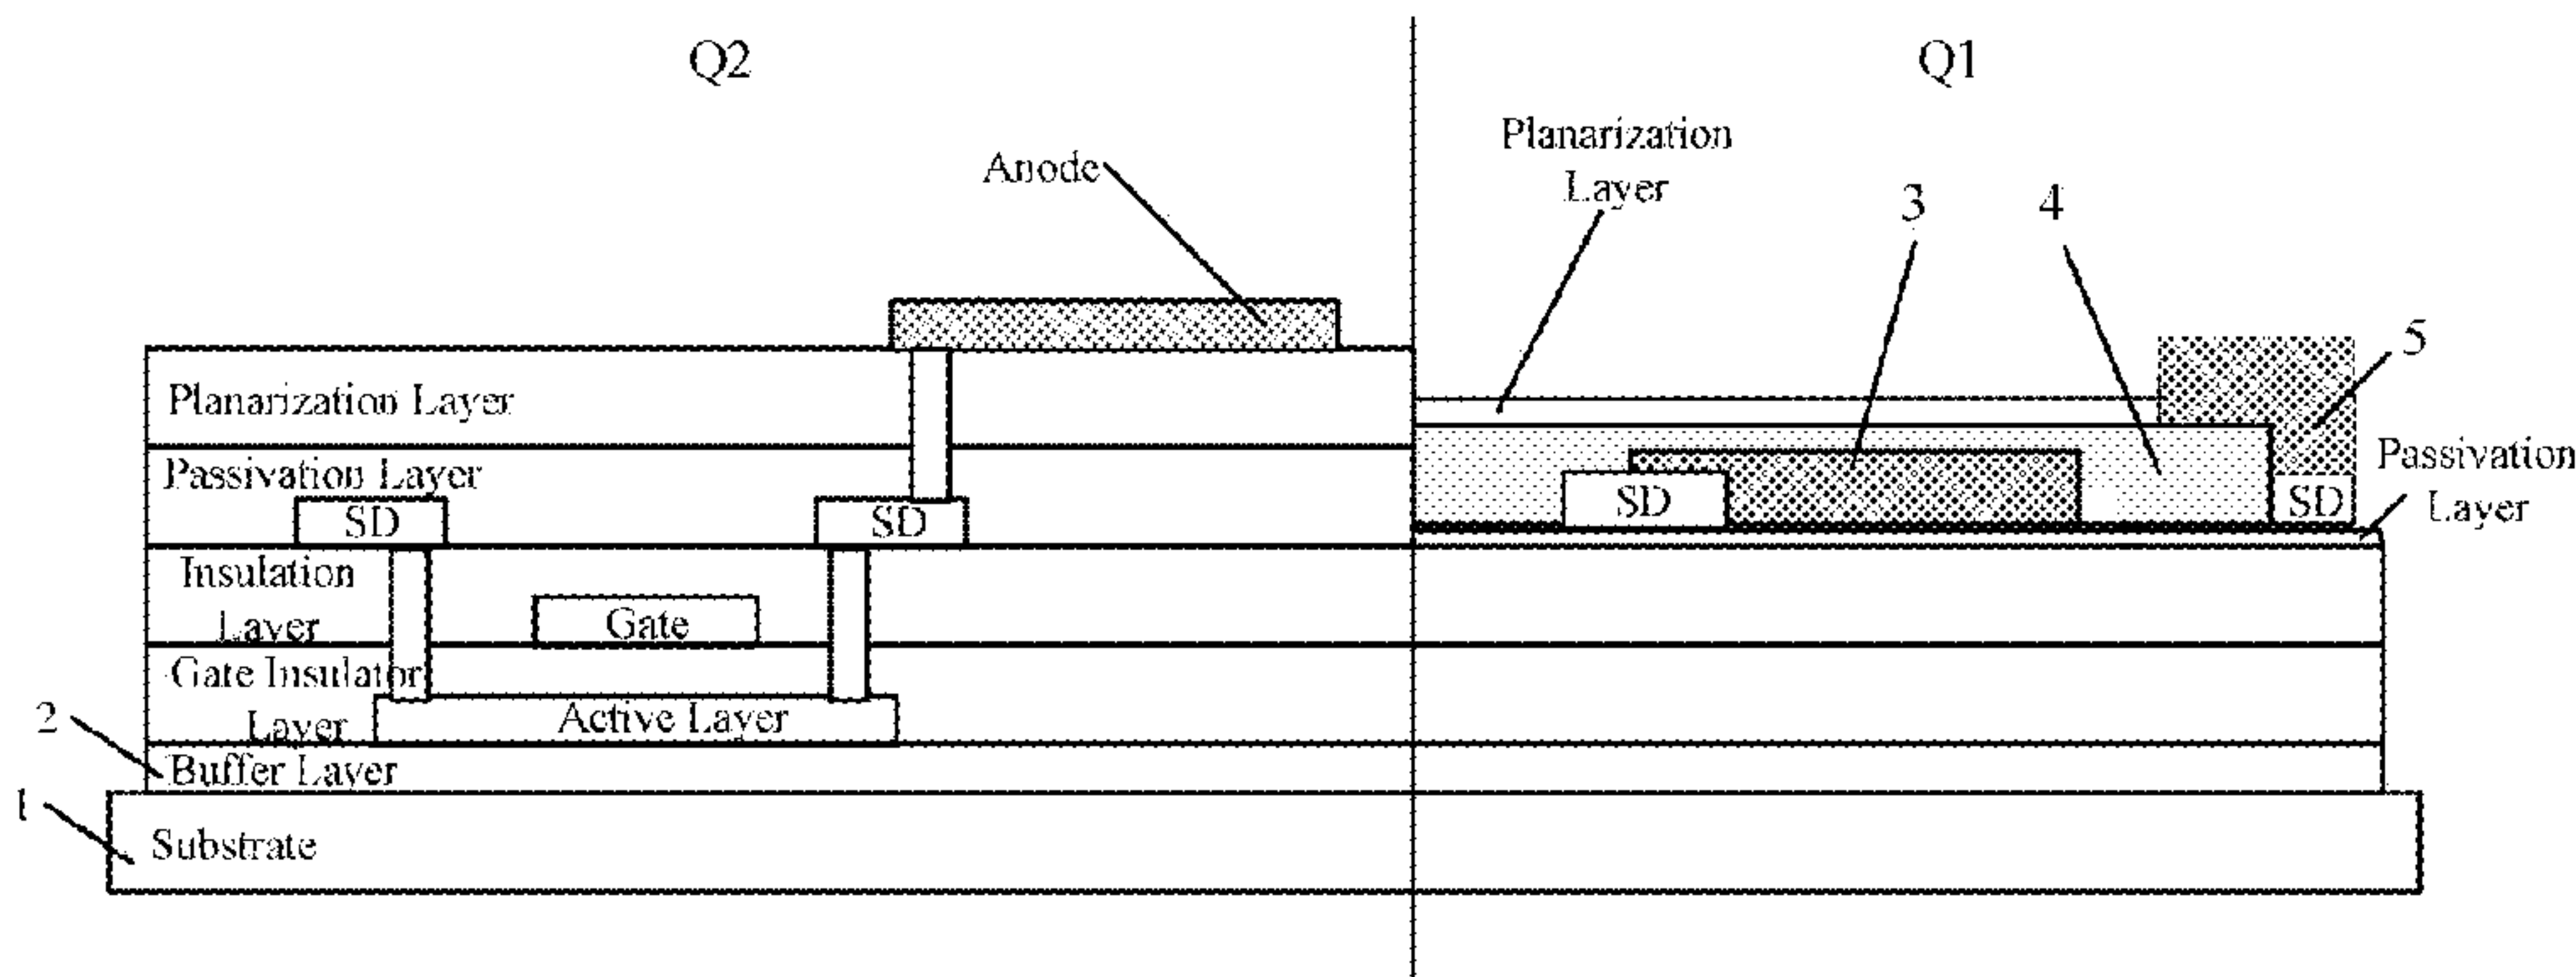 Q2
Q1
Planarization
Layer
Anode
3
4
5
Planarization Layer
Passivation Layer
Passivation
Layer
SD
SD
SD
SD
Insulation
Layer
Gate
Gate Insulator
Layer
Active Layer
2
Buffer Layer
1
Substrate